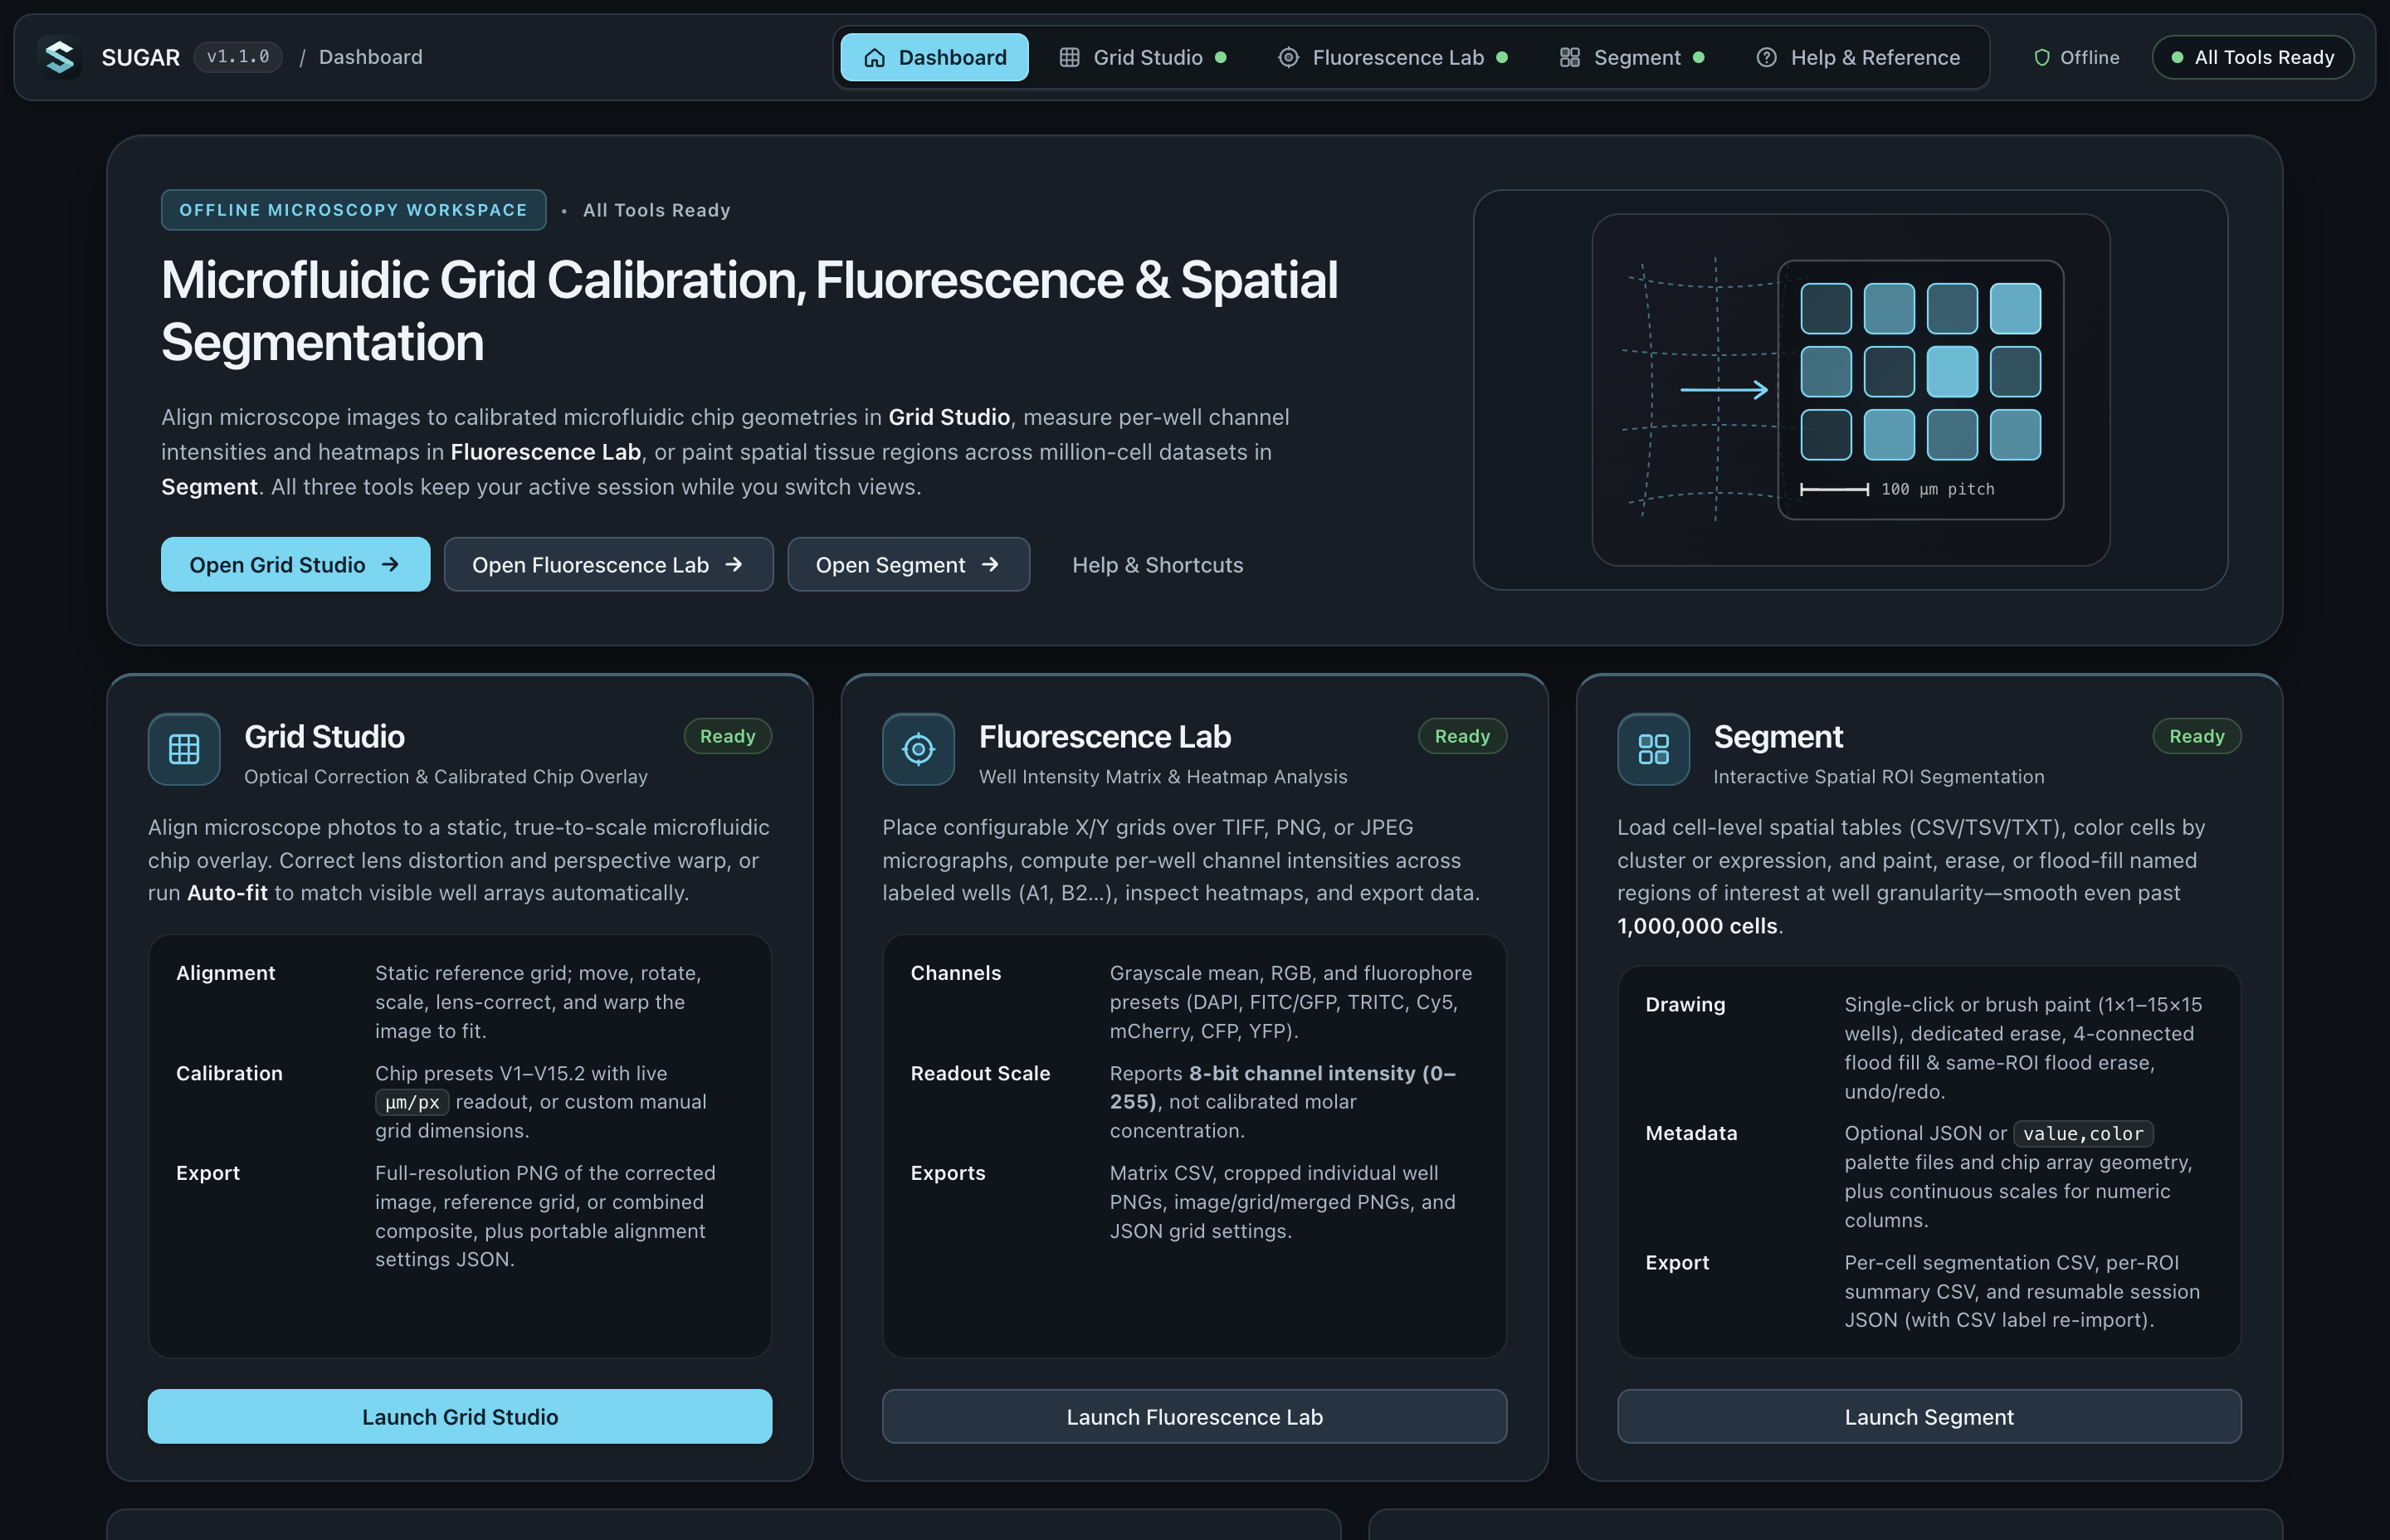 SUGAR v1.1.0 / Dashboard
Dashboard
Grid Studio
Fluorescence Lab
Segment
Help & Reference
Offline
All Tools Ready
OFFLINE MICROSCOPY WORKSPACE • All Tools Ready
Microfluidic Grid Calibration, Fluorescence & Spatial
Segmentation
Align microscope images to calibrated microfluidic chip geometries in Grid Studio, measure per-well channel
intensities and heatmaps in Fluorescence Lab, or paint spatial tissue regions across million-cell datasets in
Segment. All three tools keep your active session while you switch views.
Open Grid Studio →
Open Fluorescence Lab →
Open Segment →
Help & Shortcuts
100 µm pitch
Grid Studio
Ready
Optical Correction & Calibrated Chip Overlay
Align microscope photos to a static, true-to-scale microfluidic
chip overlay. Correct lens distortion and perspective warp, or
run Auto-fit to match visible well arrays automatically.
Alignment
Static reference grid; move, rotate,
scale, lens-correct, and warp the
image to fit.
Calibration
Chip presets V1–V15.2 with live
µm/px readout, or custom manual
grid dimensions.
Export
Full-resolution PNG of the corrected
image, reference grid, or combined
composite, plus portable alignment
settings JSON.
Launch Grid Studio
Fluorescence Lab
Ready
Well Intensity Matrix & Heatmap Analysis
Place configurable X/Y grids over TIFF, PNG, or JPEG
micrographs, compute per-well channel intensities across
labeled wells (A1, B2...), inspect heatmaps, and export data.
Channels
Grayscale mean, RGB, and fluorophore
presets (DAPI, FITC/GFP, TRITC, Cy5,
mCherry, CFP, YFP).
Readout Scale
Reports 8-bit channel intensity (0–
255), not calibrated molar
concentration.
Exports
Matrix CSV, cropped individual well
PNGs, image/grid/merged PNGs, and
JSON grid settings.
Launch Fluorescence Lab
Segment
Ready
Interactive Spatial ROI Segmentation
Load cell-level spatial tables (CSV/TSV/TXT), color cells by
cluster or expression, and paint, erase, or flood-fill named
regions of interest at well granularity—smooth even past
1,000,000 cells.
Drawing
Single-click or brush paint (1×1–15×15
wells), dedicated erase, 4-connected
flood fill & same-ROI flood erase,
undo/redo.
Metadata
Optional JSON or value,color
palette files and chip array geometry,
plus continuous scales for numeric
columns.
Export
Per-cell segmentation CSV, per-ROI
summary CSV, and resumable session
JSON (with CSV label re-import).
Launch Segment